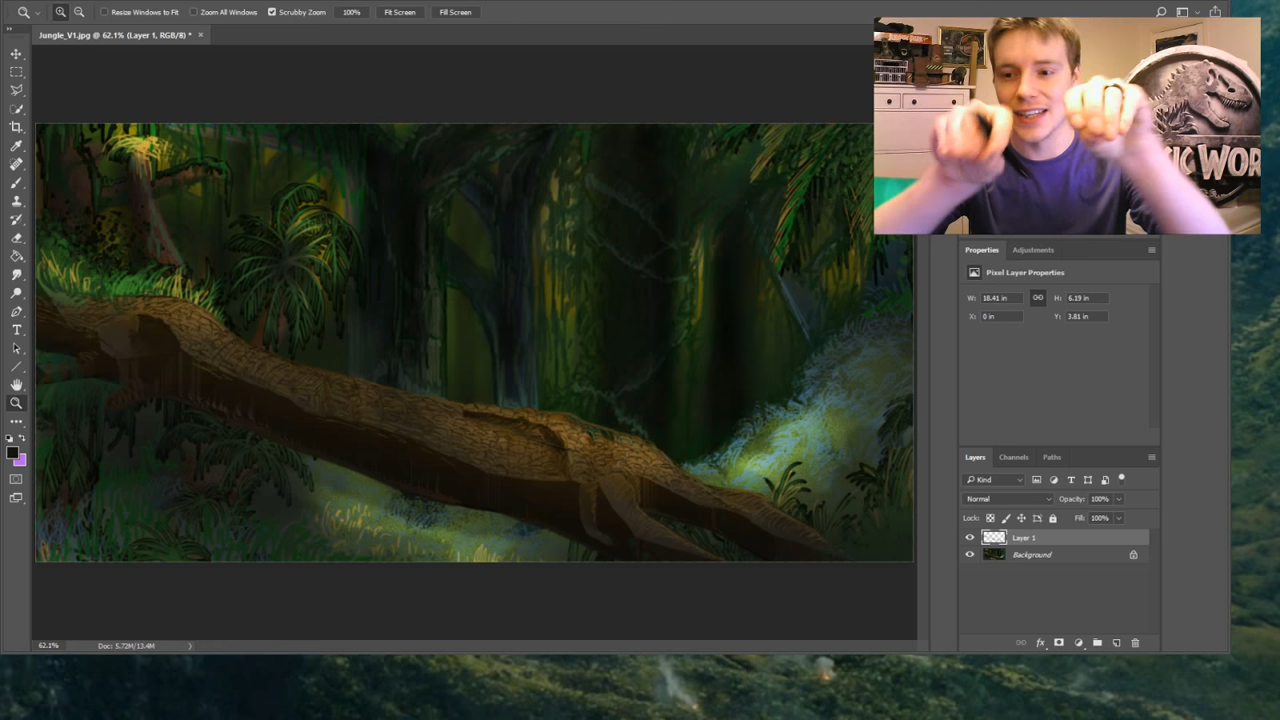 Resize Windows to Fit
Zoom All Windows
Scrubby Zoom
100%
Fit Screen
Fill Screen
Jungle_V1.jpg @ 62.1% (Layer 1, RGB/8) *
Properties
Adjustments
Pixel Layer Properties
W: 18.41 in
H: 6.19 in
X: 0 in
Y: 3.81 in
Layers
Channels
Paths
Kind
Normal
Opacity: 100%
Lock:
Fill: 100%
Layer 1
Background
62.1%
Doc: 5.72M/13.4M